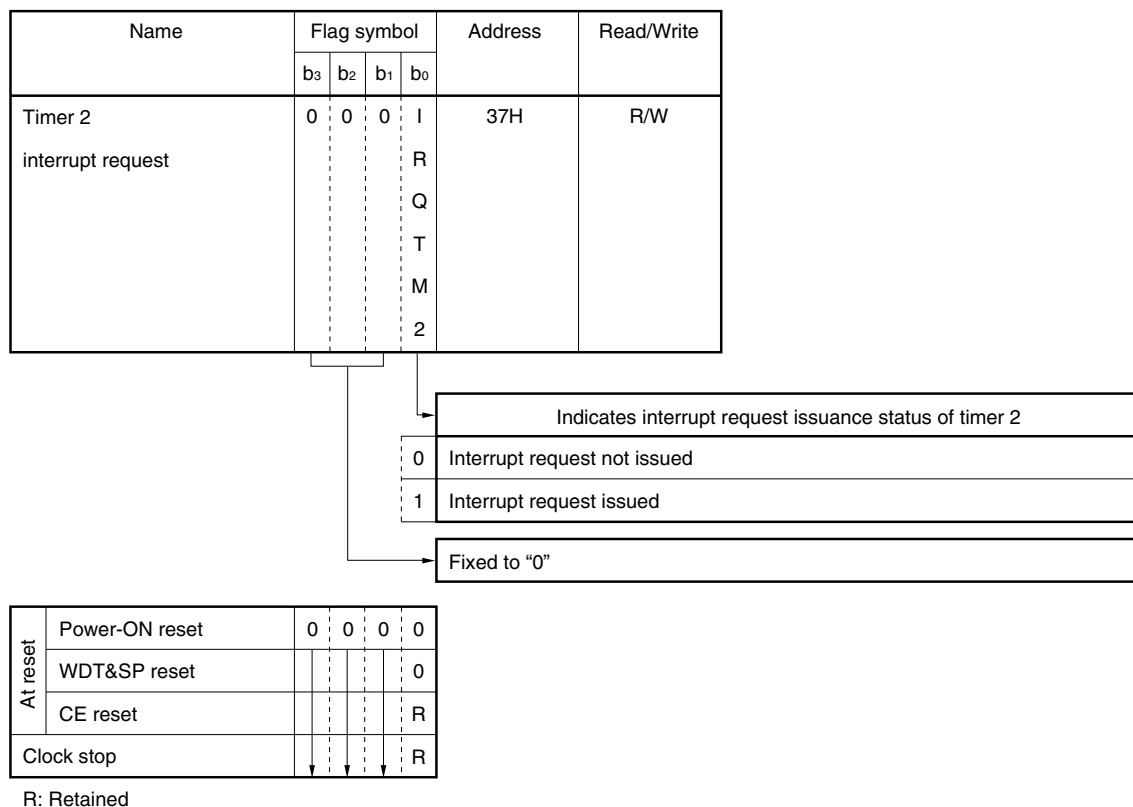 Name Flag symbol Address Read/Write
b3 b2 b1 b0
Timer 2 0 0 0 I 37H R/W
interrupt request R
Q
T
M
2
Indicates interrupt request issuance status of timer 2
0 Interrupt request not issued
1 Interrupt request issued
Fixed to “0”
At reset
Power-ON reset 0 0 0 0
WDT&SP reset 0
CE reset R
Clock stop R
R: Retained